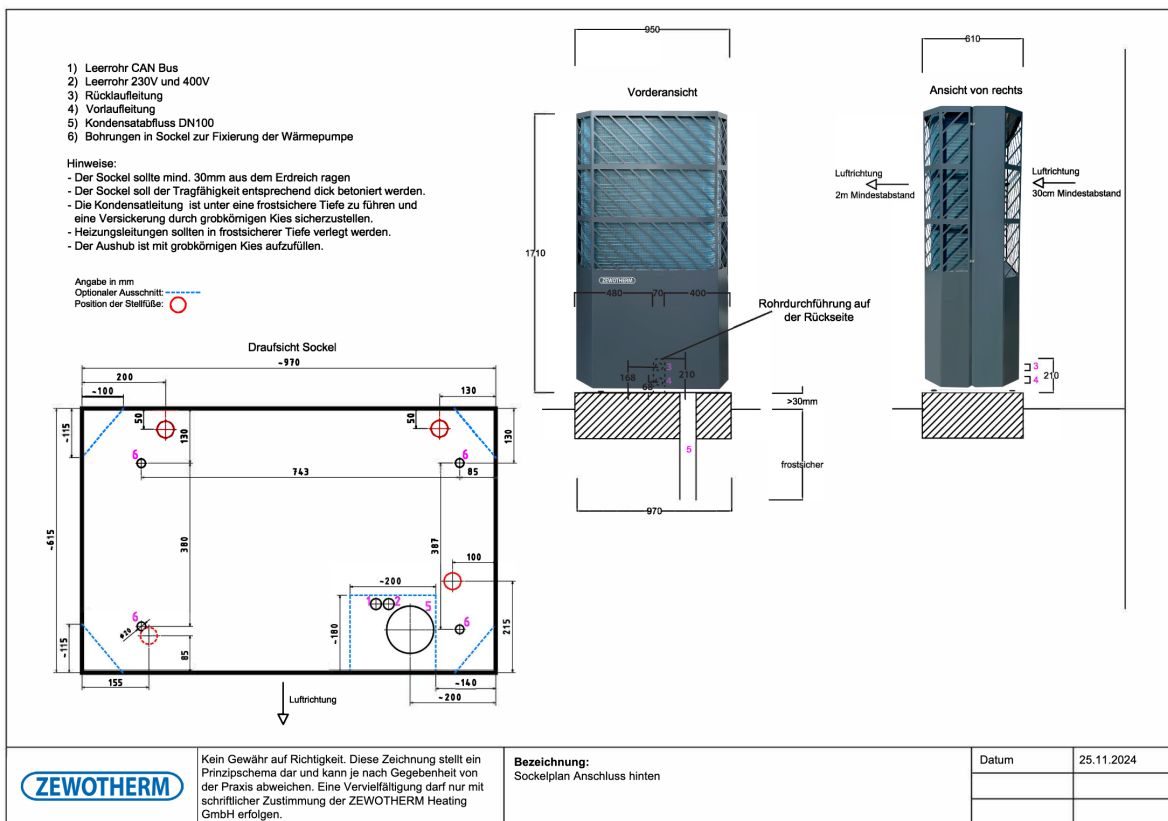 1) Leerrohr CAN Bus
2) Leerrohr 230V und 400V
3) Rücklaufleitung
4) Vorlaufleitung
5) Kondensatabfluss DN100
6) Bohrungen in Sockel zur Fixierung der Wärmepumpe
Hinweise:
- Der Sockel sollte mind. 30mm aus dem Erdreich ragen
- Der Sockel soll der Tragfähigkeit entsprechend dick betoniert werden.
- Die Kondensatleitung ist unter eine frostsichere Tiefe zu führen und
eine Versickerung durch grobkörnigen Kies sicherzustellen.
- Heizungsleitungen sollten in frostsicherer Tiefe verlegt werden.
- Der Aushub ist mit grobkörnigen Kies aufzufüllen.
Angabe in mm
Optionaler Ausschnitt:
Position der Stellfüße:
Draufsicht Sockel
~970
200
~100
130
~115
50
130
50
130
6
6
743
85
~615
380
387
100
~200
1
2
5
6
6
ø20
~180
215
~115
85
155
~140
~200
Luftrichtung
950
Vorderansicht
1710
ZEWOTHERM
480
70
400
Rohrdurchführung auf
der Rückseite
3
4
168
68
210
>30mm
5
frostsicher
970
610
Ansicht von rechts
Luftrichtung
2m Mindestabstand
Luftrichtung
30cm Mindestabstand
3
4
210
ZEWOTHERM
Kein Gewähr auf Richtigkeit. Diese Zeichnung stellt ein
Prinzipschema dar und kann je nach Gegebenheit von
der Praxis abweichen. Eine Vervielfältigung darf nur mit
schriftlicher Zustimmung der ZEWOTHERM Heating
GmbH erfolgen.
Bezeichnung:
Sockelplan Anschluss hinten
Datum
25.11.2024